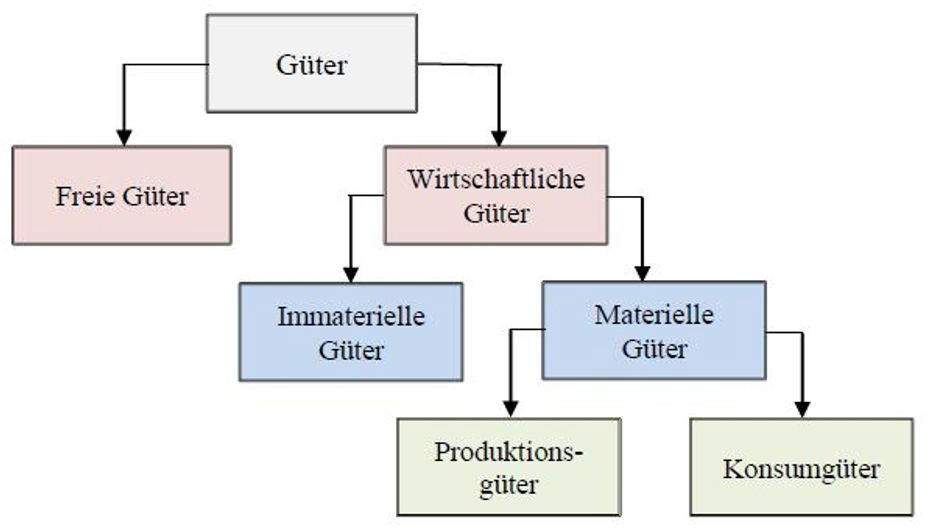 Güter
Freie Güter
Wirtschaftliche
Güter
Immaterielle
Güter
Materielle
Güter
Produktions-
güter
Konsumgüter